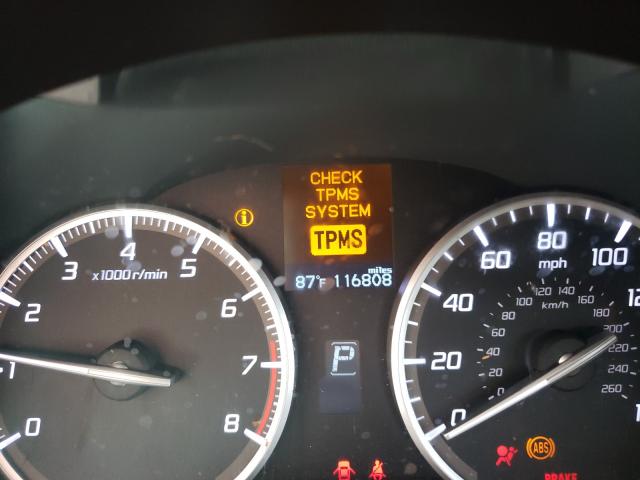 CHECK
TPMS
SYSTEM
TPMS
miles
87°F 116808
P
x1000r/min
0
1
2
3
4
5
6
7
8
mph
0
20
40
60
80
100
km/h
0
20
40
60
80
100
120
140
160
180
200
220
240
260
ABS
BRAKE